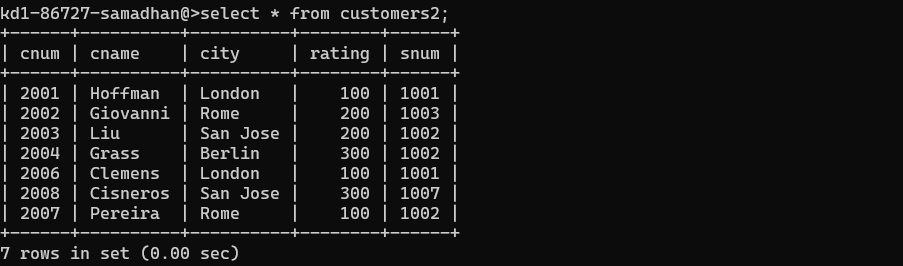 kd1-86727-samadhan@>select * from customers2;
+------+----------+----------+--------+------+
| cnum | cname    | city     | rating | snum |
+------+----------+----------+--------+------+
| 2001 | Hoffman  | London   |    100 | 1001 |
| 2002 | Giovanni | Rome     |    200 | 1003 |
| 2003 | Liu      | San Jose |    200 | 1002 |
| 2004 | Grass    | Berlin   |    300 | 1002 |
| 2006 | Clemens  | London   |    100 | 1001 |
| 2008 | Cisneros | San Jose |    300 | 1007 |
| 2007 | Pereira  | Rome     |    100 | 1002 |
+------+----------+----------+--------+------+
7 rows in set (0.00 sec)